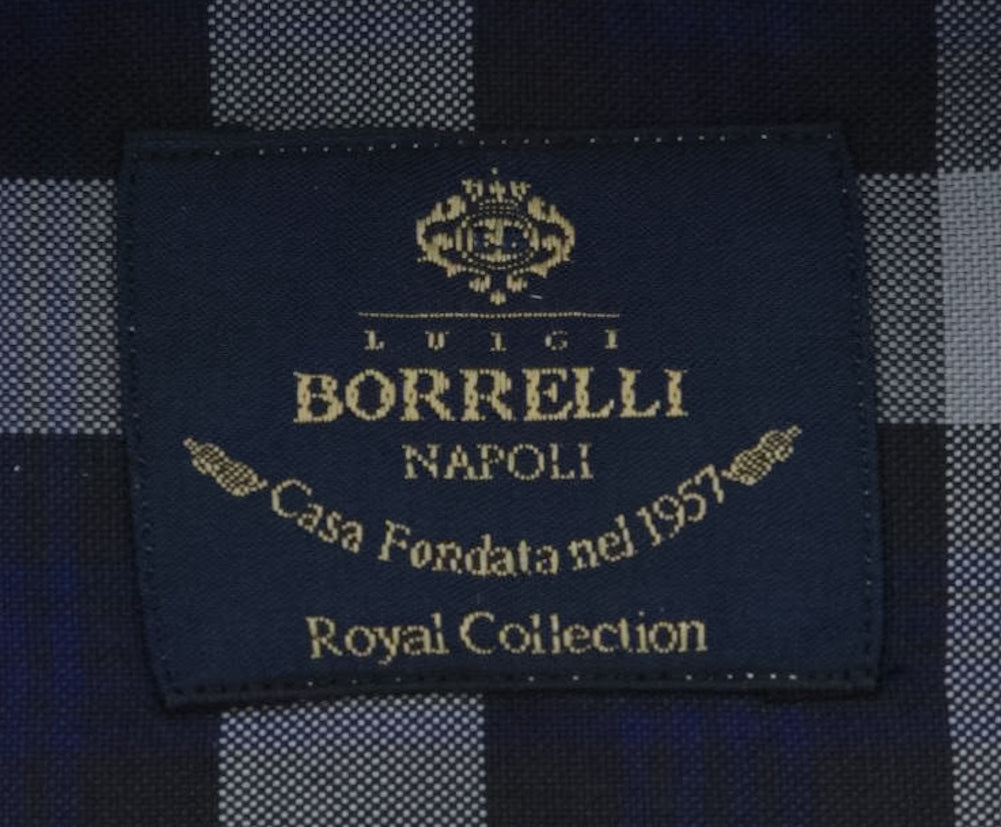 LUIGI
BORRELLI
NAPOLI
Casa Fondata nel 1957
Royal Collection